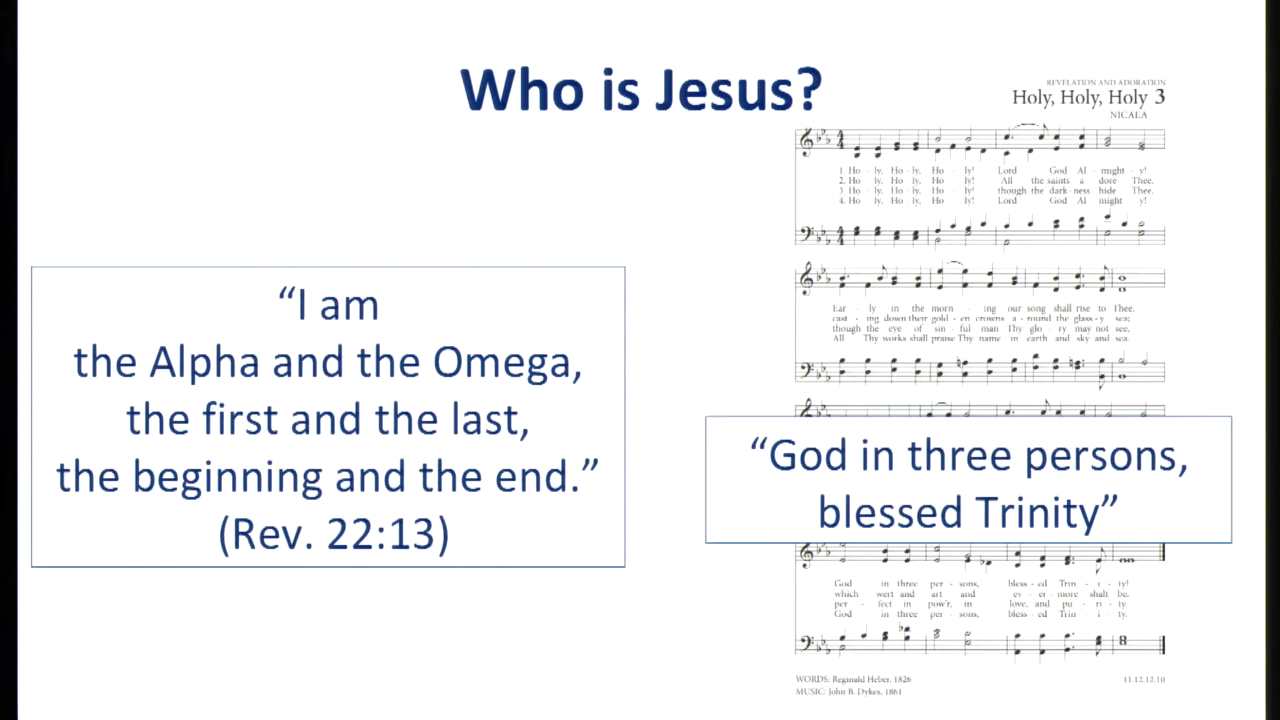 Who is Jesus?
REVELATION AND ADORATION
Holy, Holy, Holy 3
NICAEA
1 Ho - ly, Ho - ly, Ho - ly! Lord God Al - might - y!
2. Ho - ly, Ho - ly, Ho - ly! All the saints a - dore Thee.
3 Ho - ly, Ho - ly, Ho - ly! though the dark - ness hide Thee.
4. Ho - ly, Ho - ly, Ho - ly! Lord God Al - might - y!
Ear - ly in the morn - ing our song shall rise to Thee.
cast - ing down their gold - en crowns a - round the glass - y sea;
though the eye of sin - ful man Thy glo - ry may not see,
All Thy works shall praise Thy name in earth and sky and sea.
“I am
the Alpha and the Omega,
the first and the last,
the beginning and the end.”
(Rev. 22:13)
“God in three persons,
blessed Trinity”
God in three per - sons, bless - ed Trin - i - ty!
which wert and art and ev - er - more shalt be.
per - fect in pow'r, in love, and pu - ri - ty
God in three per - sons, bless - ed Trin - i - ty.
WORDS: Reginald Heber, 1826
MUSIC: John B. Dykes, 1861
11.12.12.10